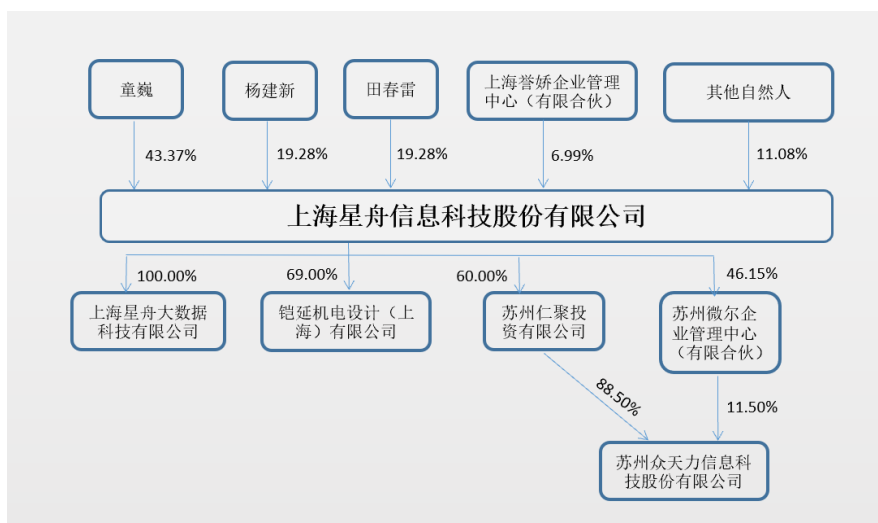 童巍
杨建新
田春雷
上海誉娇企业管理
中心（有限合伙）
其他自然人
43.37%
19.28%
19.28%
6.99%
11.08%
上海星舟信息科技股份有限公司
100.00%
69.00%
60.00%
46.15%
上海星舟大数据
科技有限公司
铠延机电设计（上
海）有限公司
苏州仁聚投
资有限公司
苏州微尔企
业管理中心
（有限合伙）
88.50%
11.50%
苏州众天力信息科
技股份有限公司